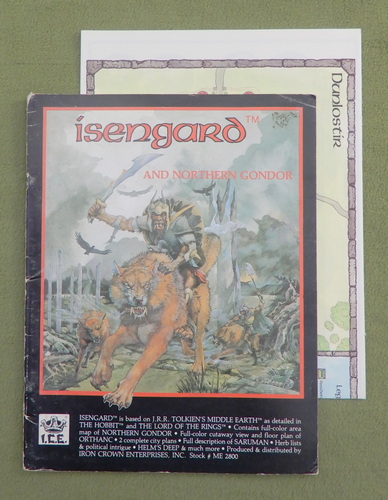 isengard™
AND NORTHERN GONDOR
ISENGARD™ is based on J.R.R. TOLKIEN'S MIDDLE EARTH™ as detailed in
THE HOBBIT™ and THE LORD OF THE RINGS™ • Contains full-color area
map of NORTHERN GONDOR • Full-color cutaway view and floor plan of
ORTHANC • 2 complete city plans • Full description of SARUMAN • Herb lists
& political intrigue • HELM'S DEEP & much more • Produced & distributed by
IRON CROWN ENTERPRISES, INC. Stock # ME 2800
I.C.E.
Dunlostir